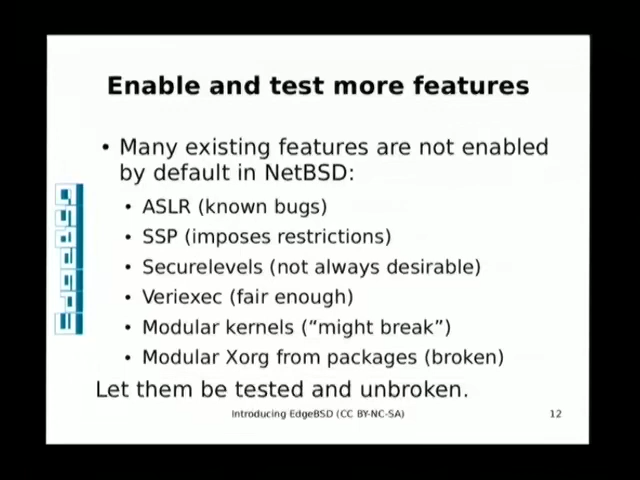 Enable and test more features
• Many existing features are not enabled
by default in NetBSD:
• ASLR (known bugs)
• SSP (imposes restrictions)
• Securelevels (not always desirable)
• Veriexec (fair enough)
• Modular kernels (“might break”)
• Modular Xorg from packages (broken)
Let them be tested and unbroken.
Introducing EdgeBSD (CC BY-NC-SA)
12